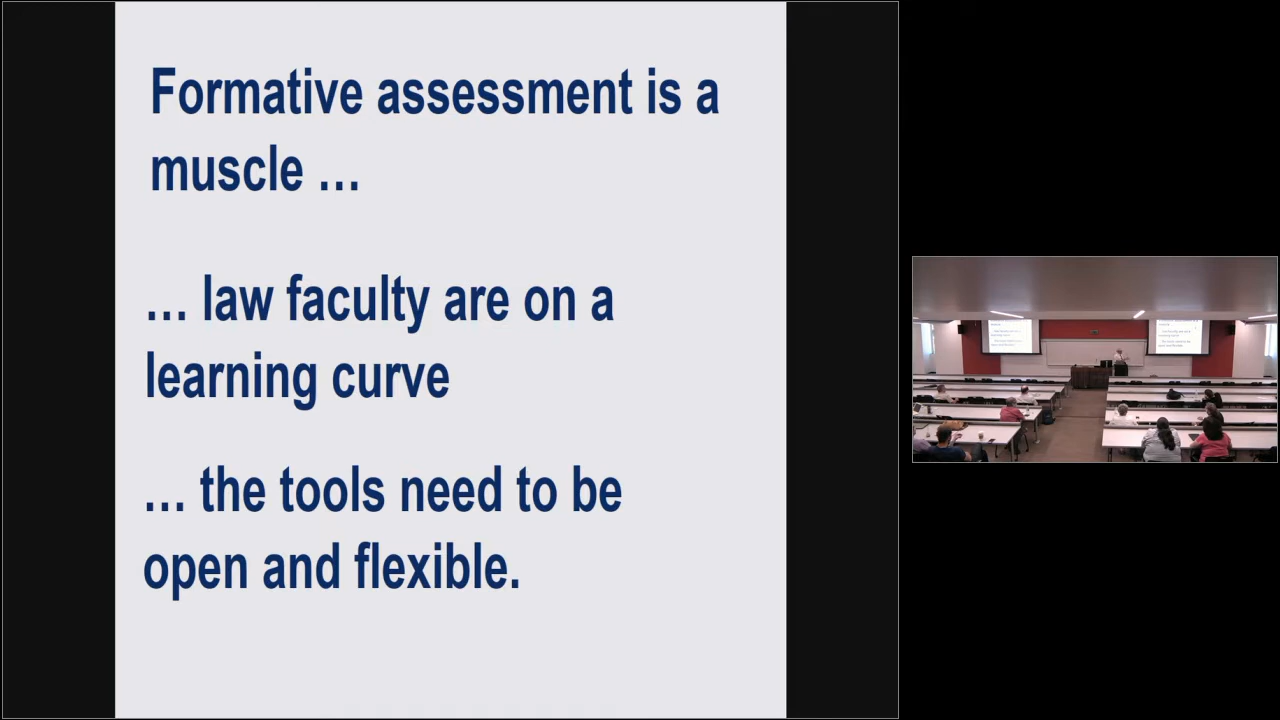 Formative assessment is a
muscle …
… law faculty are on a
learning curve
… the tools need to be
open and flexible.